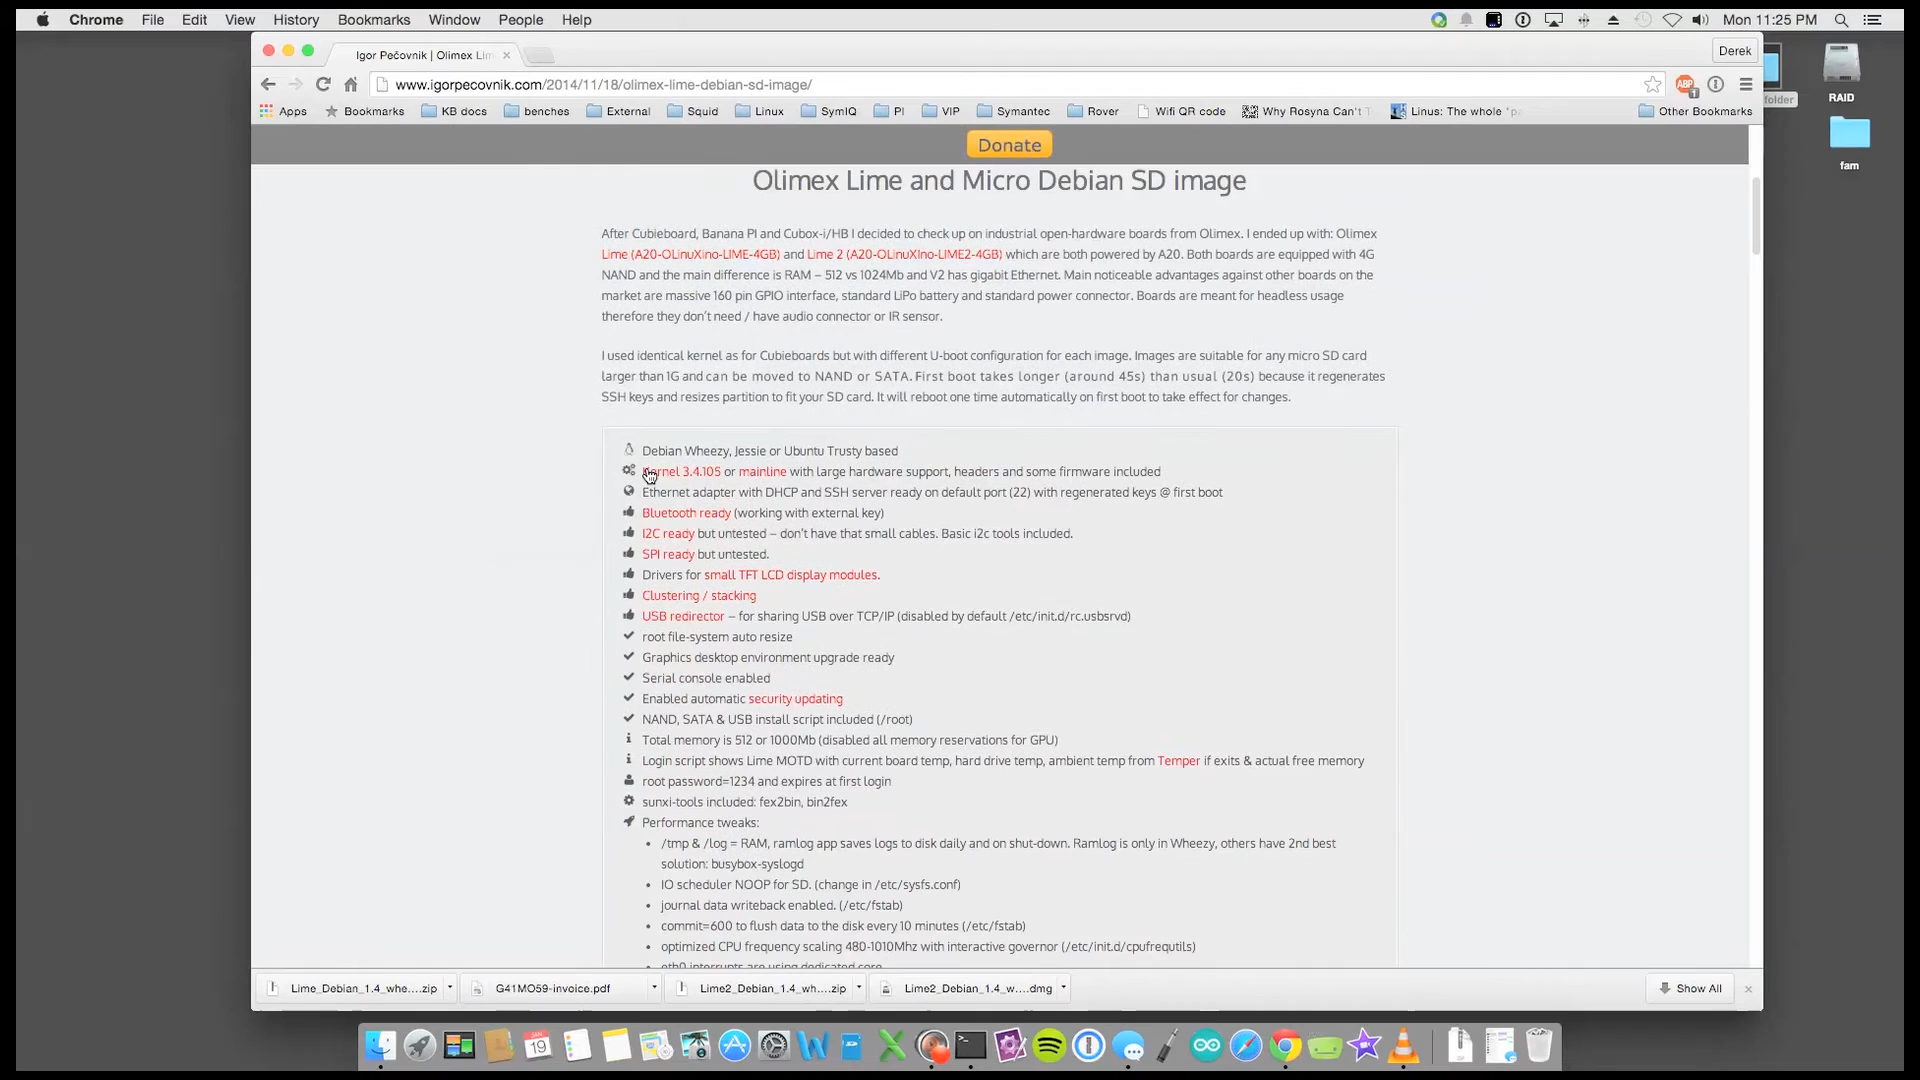 Chrome File Edit View History Bookmarks Window People Help
Mon 11:25 PM
Igor Pečovnik | Olimex Lim
Derek
www.igorpecovnik.com/2014/11/18/olimex-lime-debian-sd-image/
ABP
1
RAID
folder
fam
Apps Bookmarks KB docs benches External Squid Linux SymIQ PI VIP Symantec Rover Wifi QR code Why Rosyna Can't T Linus: The whole "pa Other Bookmarks
Donate
Olimex Lime and Micro Debian SD image
After Cubieboard, Banana PI and Cubox-i/HB I decided to check up on industrial open-hardware boards from Olimex. I ended up with: Olimex
Lime (A20-OLinuXino-LIME-4GB) and Lime 2 (A20-OLinuXIno-LIME2-4GB) which are both powered by A20. Both boards are equipped with 4G
NAND and the main difference is RAM – 512 vs 1024Mb and V2 has gigabit Ethernet. Main noticeable advantages against other boards on the
market are massive 160 pin GPIO interface, standard LiPo battery and standard power connector. Boards are meant for headless usage
therefore they don't need / have audio connector or IR sensor.
I used identical kernel as for Cubieboards but with different U-boot configuration for each image. Images are suitable for any micro SD card
larger than 1G and can be moved to NAND or SATA. First boot takes longer (around 45s) than usual (20s) because it regenerates
SSH keys and resizes partition to fit your SD card. It will reboot one time automatically on first boot to take effect for changes.
Debian Wheezy, Jessie or Ubuntu Trusty based
Kernel 3.4.105 or mainline with large hardware support, headers and some firmware included
Ethernet adapter with DHCP and SSH server ready on default port (22) with regenerated keys @ first boot
Bluetooth ready (working with external key)
I2C ready but untested – don't have that small cables. Basic i2c tools included.
SPI ready but untested.
Drivers for small TFT LCD display modules.
Clustering / stacking
USB redirector – for sharing USB over TCP/IP (disabled by default /etc/init.d/rc.usbsrvd)
root file-system auto resize
Graphics desktop environment upgrade ready
Serial console enabled
Enabled automatic security updating
NAND, SATA & USB install script included (/root)
Total memory is 512 or 1000Mb (disabled all memory reservations for GPU)
Login script shows Lime MOTD with current board temp, hard drive temp, ambient temp from Temper if exits & actual free memory
root password=1234 and expires at first login
sunxi-tools included: fex2bin, bin2fex
Performance tweaks:
• /tmp & /log = RAM, ramlog app saves logs to disk daily and on shut-down. Ramlog is only in Wheezy, others have 2nd best
solution: busybox-syslogd
• IO scheduler NOOP for SD. (change in /etc/sysfs.conf)
• journal data writeback enabled. (/etc/fstab)
• commit=600 to flush data to the disk every 10 minutes (/etc/fstab)
• optimized CPU frequency scaling 480-1010Mhz with interactive governor (/etc/init.d/cpufrequtils)
• eth0 interrupts are using dedicated core
Lime_Debian_1.4_whe....zip G41MO59-invoice.pdf Lime2_Debian_1.4_wh....zip Lime2_Debian_1.4_w....dmg Show All
JAN
19